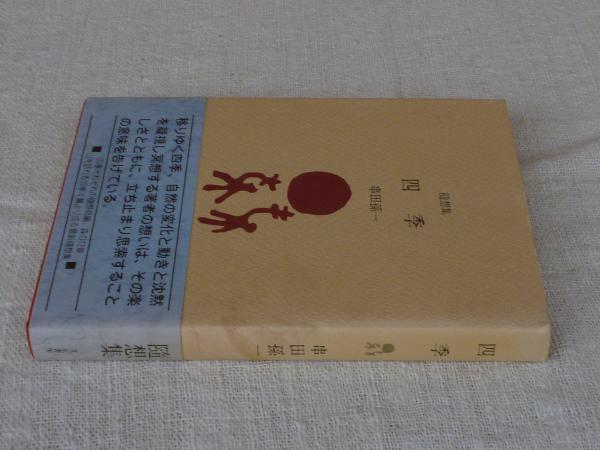 随想集
四季
串田孫一
移りゆく四季、自然の変化と動きと沈黙
を凝視し冥想する著者の想いは、その楽
しさとともに、立ち止まり思索すること
の意味を告げている。
四季
串田孫一
随想集